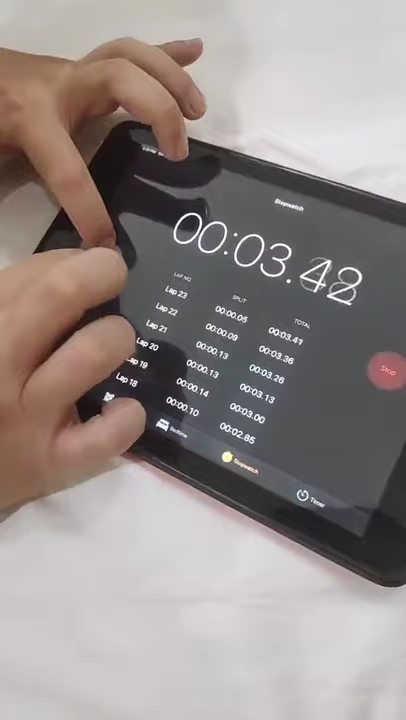 Stopwatch
00:03.42
LAP NO. SPLIT TOTAL
Lap 23 00:00.05 00:03.41
Lap 22 00:00.09 00:03.36
Lap 21 00:00.13 00:03.26
Lap 20 00:00.13 00:03.13
Lap 19 00:00.14 00:03.00
Lap 18 00:00.10 00:02.85
Stop
Bedtime Stopwatch Timer